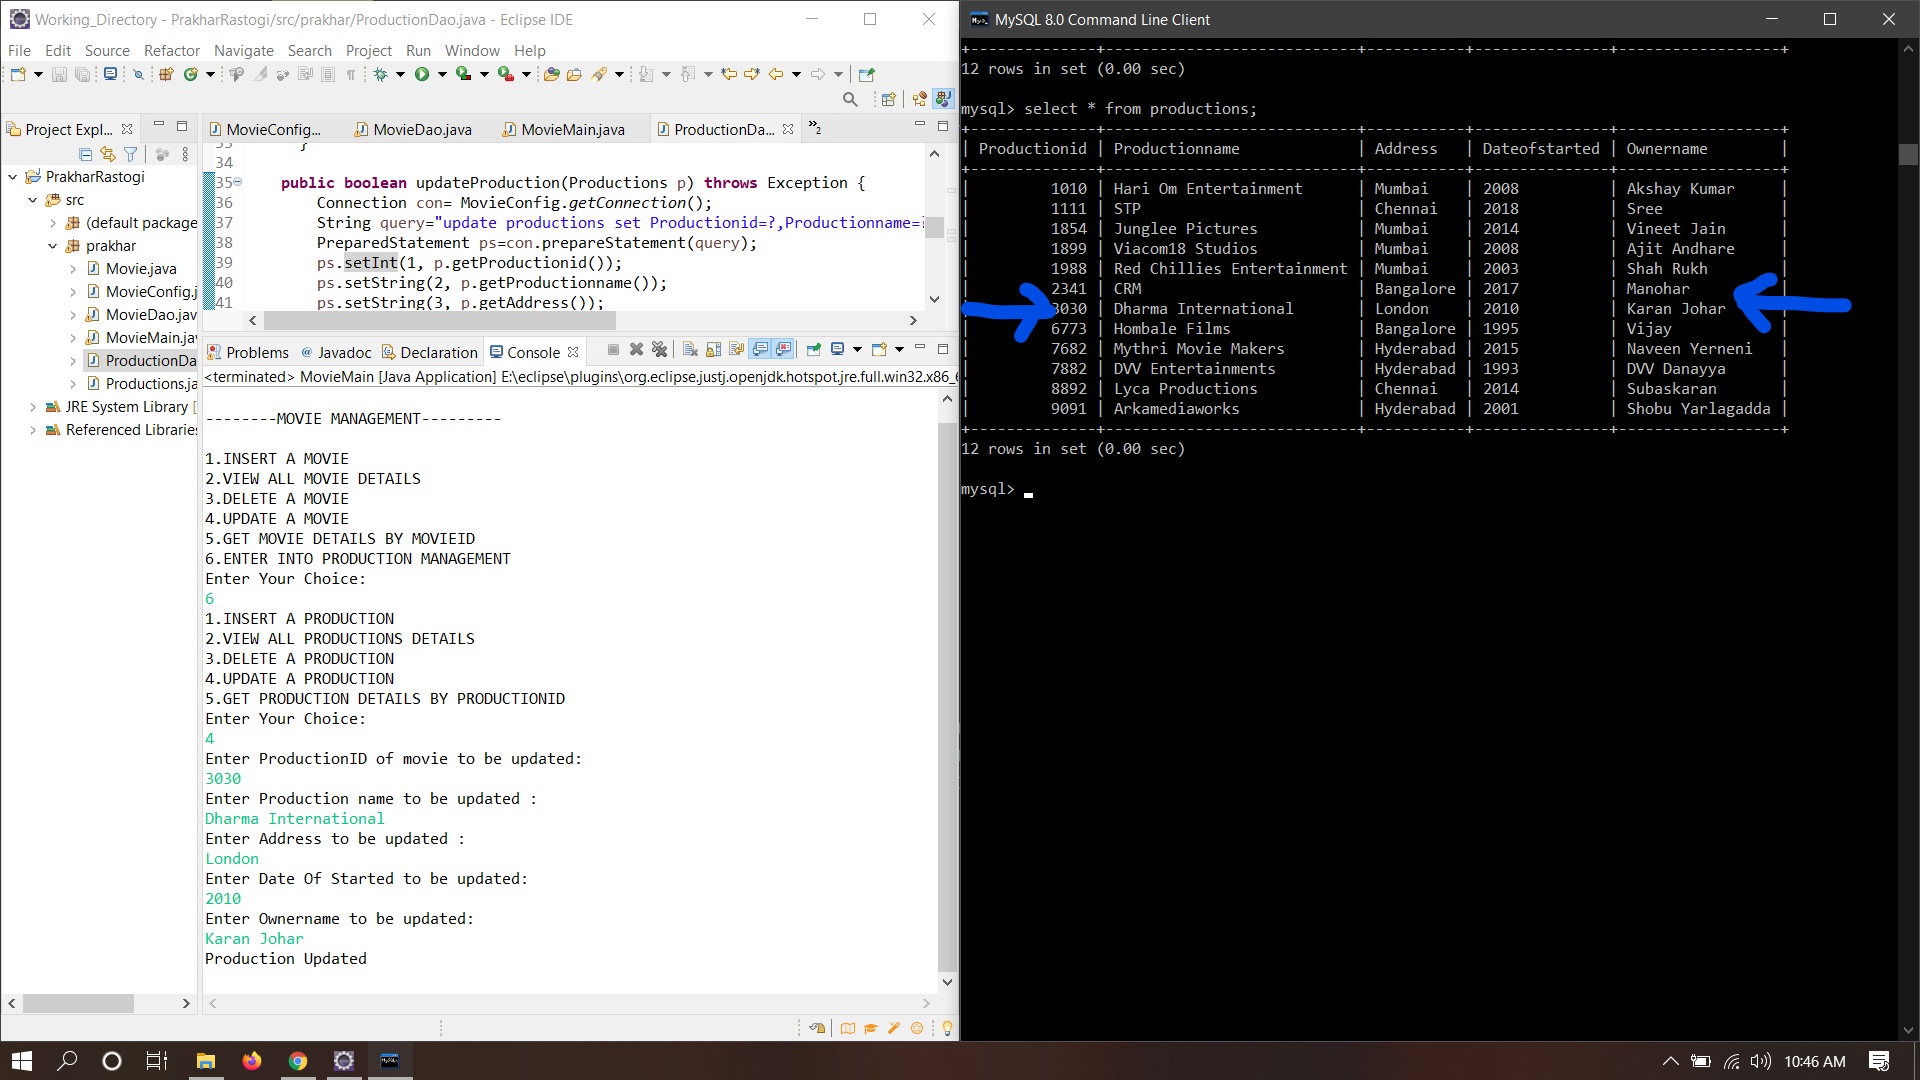 Working_Directory - PrakharRastogi/src/prakhar/ProductionDao.java - Eclipse IDE
File Edit Source Refactor Navigate Search Project Run Window Help
Project Expl...
PrakharRastogi
src
(default package
prakhar
Movie.java
MovieConfig.j
MovieDao.jav
MovieMain.jav
ProductionDa
Productions.ja
JRE System Library [
Referenced Libraries
MovieConfig... MovieDao.java MovieMain.java ProductionDa... »2
34
35 public boolean updateProduction(Productions p) throws Exception {
36 Connection con= MovieConfig.getConnection();
37 String query="update productions set Productionid=?,Productionname=?
38 PreparedStatement ps=con.prepareStatement(query);
39 ps.setInt(1, p.getProductionid());
40 ps.setString(2, p.getProductionname());
41 ps.setString(3, p.getAddress());
Problems Javadoc Declaration Console
<terminated> MovieMain [Java Application] E:\eclipse\plugins\org.eclipse.justj.openjdk.hotspot.jre.full.win32.x86_6
--------MOVIE MANAGEMENT---------
1.INSERT A MOVIE
2.VIEW ALL MOVIE DETAILS
3.DELETE A MOVIE
4.UPDATE A MOVIE
5.GET MOVIE DETAILS BY MOVIEID
6.ENTER INTO PRODUCTION MANAGEMENT
Enter Your Choice:
6
1.INSERT A PRODUCTION
2.VIEW ALL PRODUCTIONS DETAILS
3.DELETE A PRODUCTION
4.UPDATE A PRODUCTION
5.GET PRODUCTION DETAILS BY PRODUCTIONID
Enter Your Choice:
4
Enter ProductionID of movie to be updated:
3030
Enter Production name to be updated :
Dharma International
Enter Address to be updated :
London
Enter Date Of Started to be updated:
2010
Enter Ownername to be updated:
Karan Johar
Production Updated
MySQL 8.0 Command Line Client
12 rows in set (0.00 sec)
mysql> select * from productions;
| Productionid | Productionname | Address | Dateofstarted | Ownername |
| 1010 | Hari Om Entertainment | Mumbai | 2008 | Akshay Kumar |
| 1111 | STP | Chennai | 2018 | Sree |
| 1854 | Junglee Pictures | Mumbai | 2014 | Vineet Jain |
| 1899 | Viacom18 Studios | Mumbai | 2008 | Ajit Andhare |
| 1988 | Red Chillies Entertainment | Mumbai | 2003 | Shah Rukh |
| 2341 | CRM | Bangalore | 2017 | Manohar |
| 3030 | Dharma International | London | 2010 | Karan Johar |
| 6773 | Hombale Films | Bangalore | 1995 | Vijay |
| 7682 | Mythri Movie Makers | Hyderabad | 2015 | Naveen Yerneni |
| 7882 | DVV Entertainments | Hyderabad | 1993 | DVV Danayya |
| 8892 | Lyca Productions | Chennai | 2014 | Subaskaran |
| 9091 | Arkamediaworks | Hyderabad | 2001 | Shobu Yarlagadda |
12 rows in set (0.00 sec)
mysql>
10:46 AM